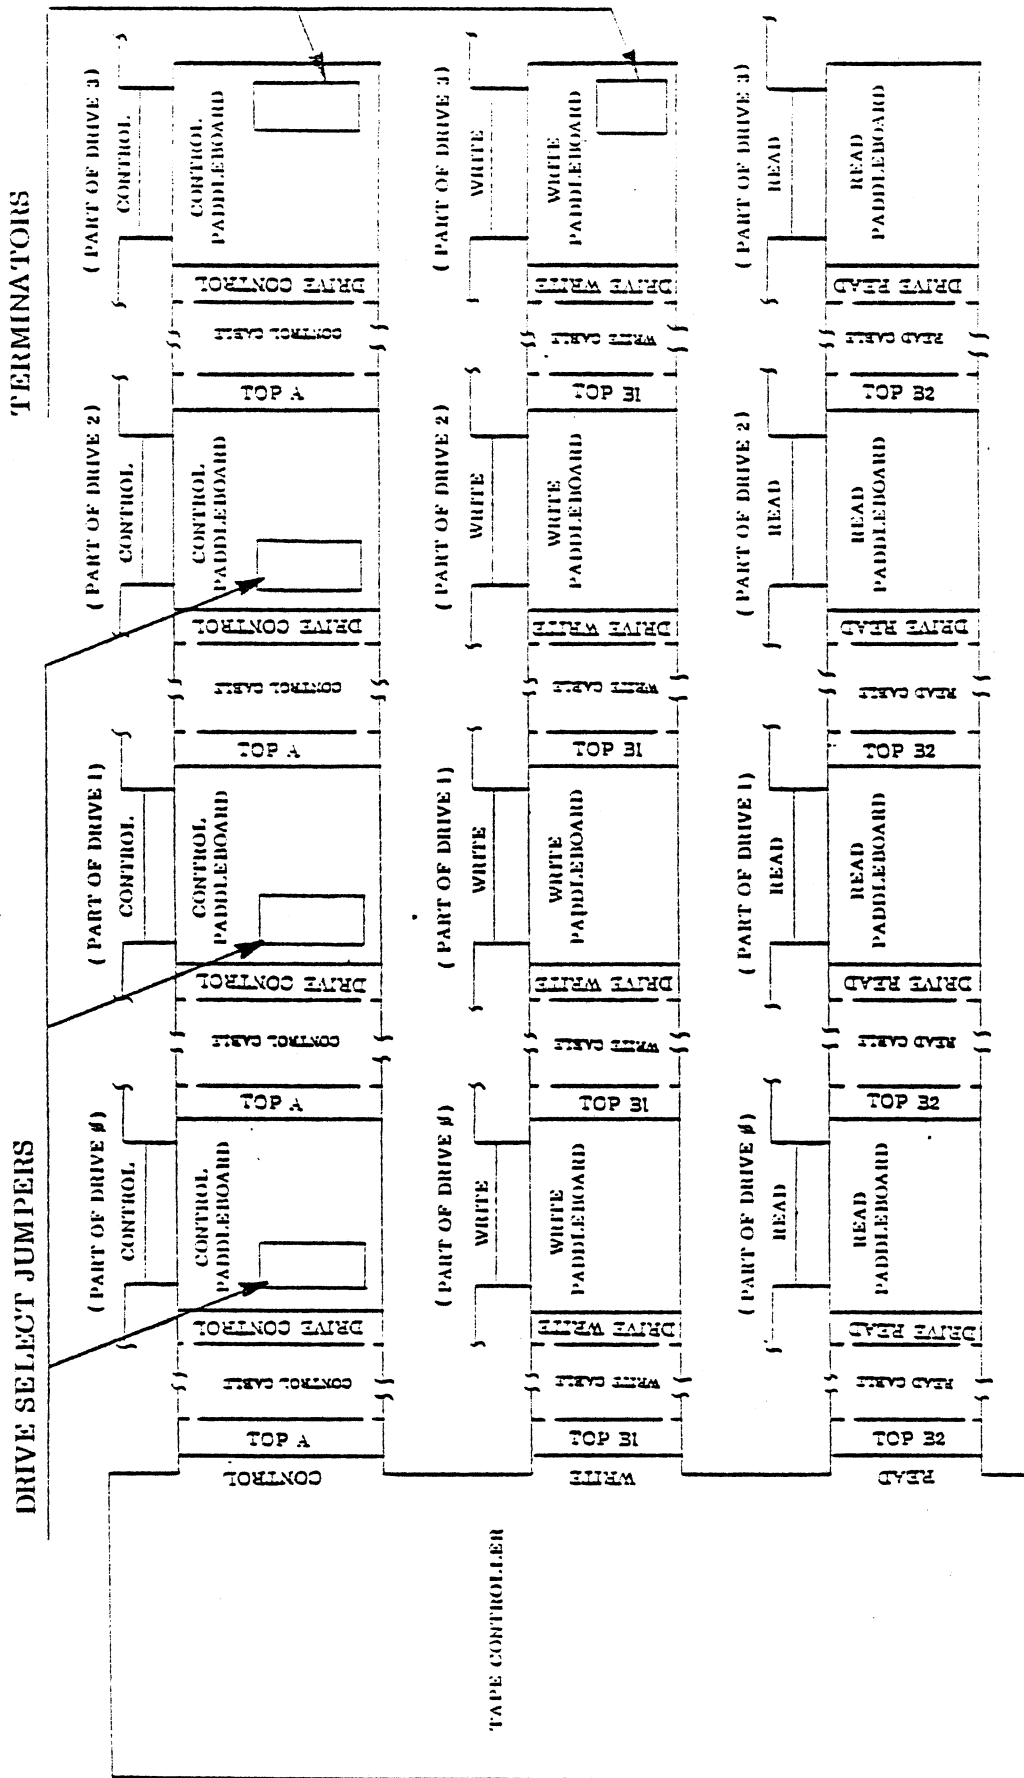 DRIVE SELECT JUMPERS
TERMINATORS
(PART OF DRIVE Ø)
CONTROL
(PART OF DRIVE 1)
CONTROL
(PART OF DRIVE 2)
CONTROL
(PART OF DRIVE 3)
CONTROL
CONTROL
TOP A
CONTROL CABLE
DRIVE CONTROL
CONTROL
PADDLEBOARD
TOP A
CONTROL CABLE
DRIVE CONTROL
CONTROL
PADDLEBOARD
TOP A
CONTROL CABLE
DRIVE CONTROL
CONTROL
PADDLEBOARD
TOP A
CONTROL CABLE
DRIVE CONTROL
CONTROL
PADDLEBOARD
TAPE CONTROLLER
(PART OF DRIVE Ø)
WRITE
(PART OF DRIVE 1)
WRITE
(PART OF DRIVE 2)
WRITE
(PART OF DRIVE 3)
WRITE
WRITE
TOP B1
WRITE CABLE
DRIVE WRITE
WRITE
PADDLEBOARD
TOP B1
WRITE CABLE
DRIVE WRITE
WRITE
PADDLEBOARD
TOP B1
WRITE CABLE
DRIVE WRITE
WRITE
PADDLEBOARD
TOP B1
WRITE CABLE
DRIVE WRITE
WRITE
PADDLEBOARD
(PART OF DRIVE Ø)
READ
(PART OF DRIVE 1)
READ
(PART OF DRIVE 2)
READ
(PART OF DRIVE 3)
READ
READ
TOP B2
READ CABLE
DRIVE READ
READ
PADDLEBOARD
TOP B2
READ CABLE
DRIVE READ
READ
PADDLEBOARD
TOP B2
READ CABLE
DRIVE READ
READ
PADDLEBOARD
TOP B2
READ CABLE
DRIVE READ
READ
PADDLEBOARD